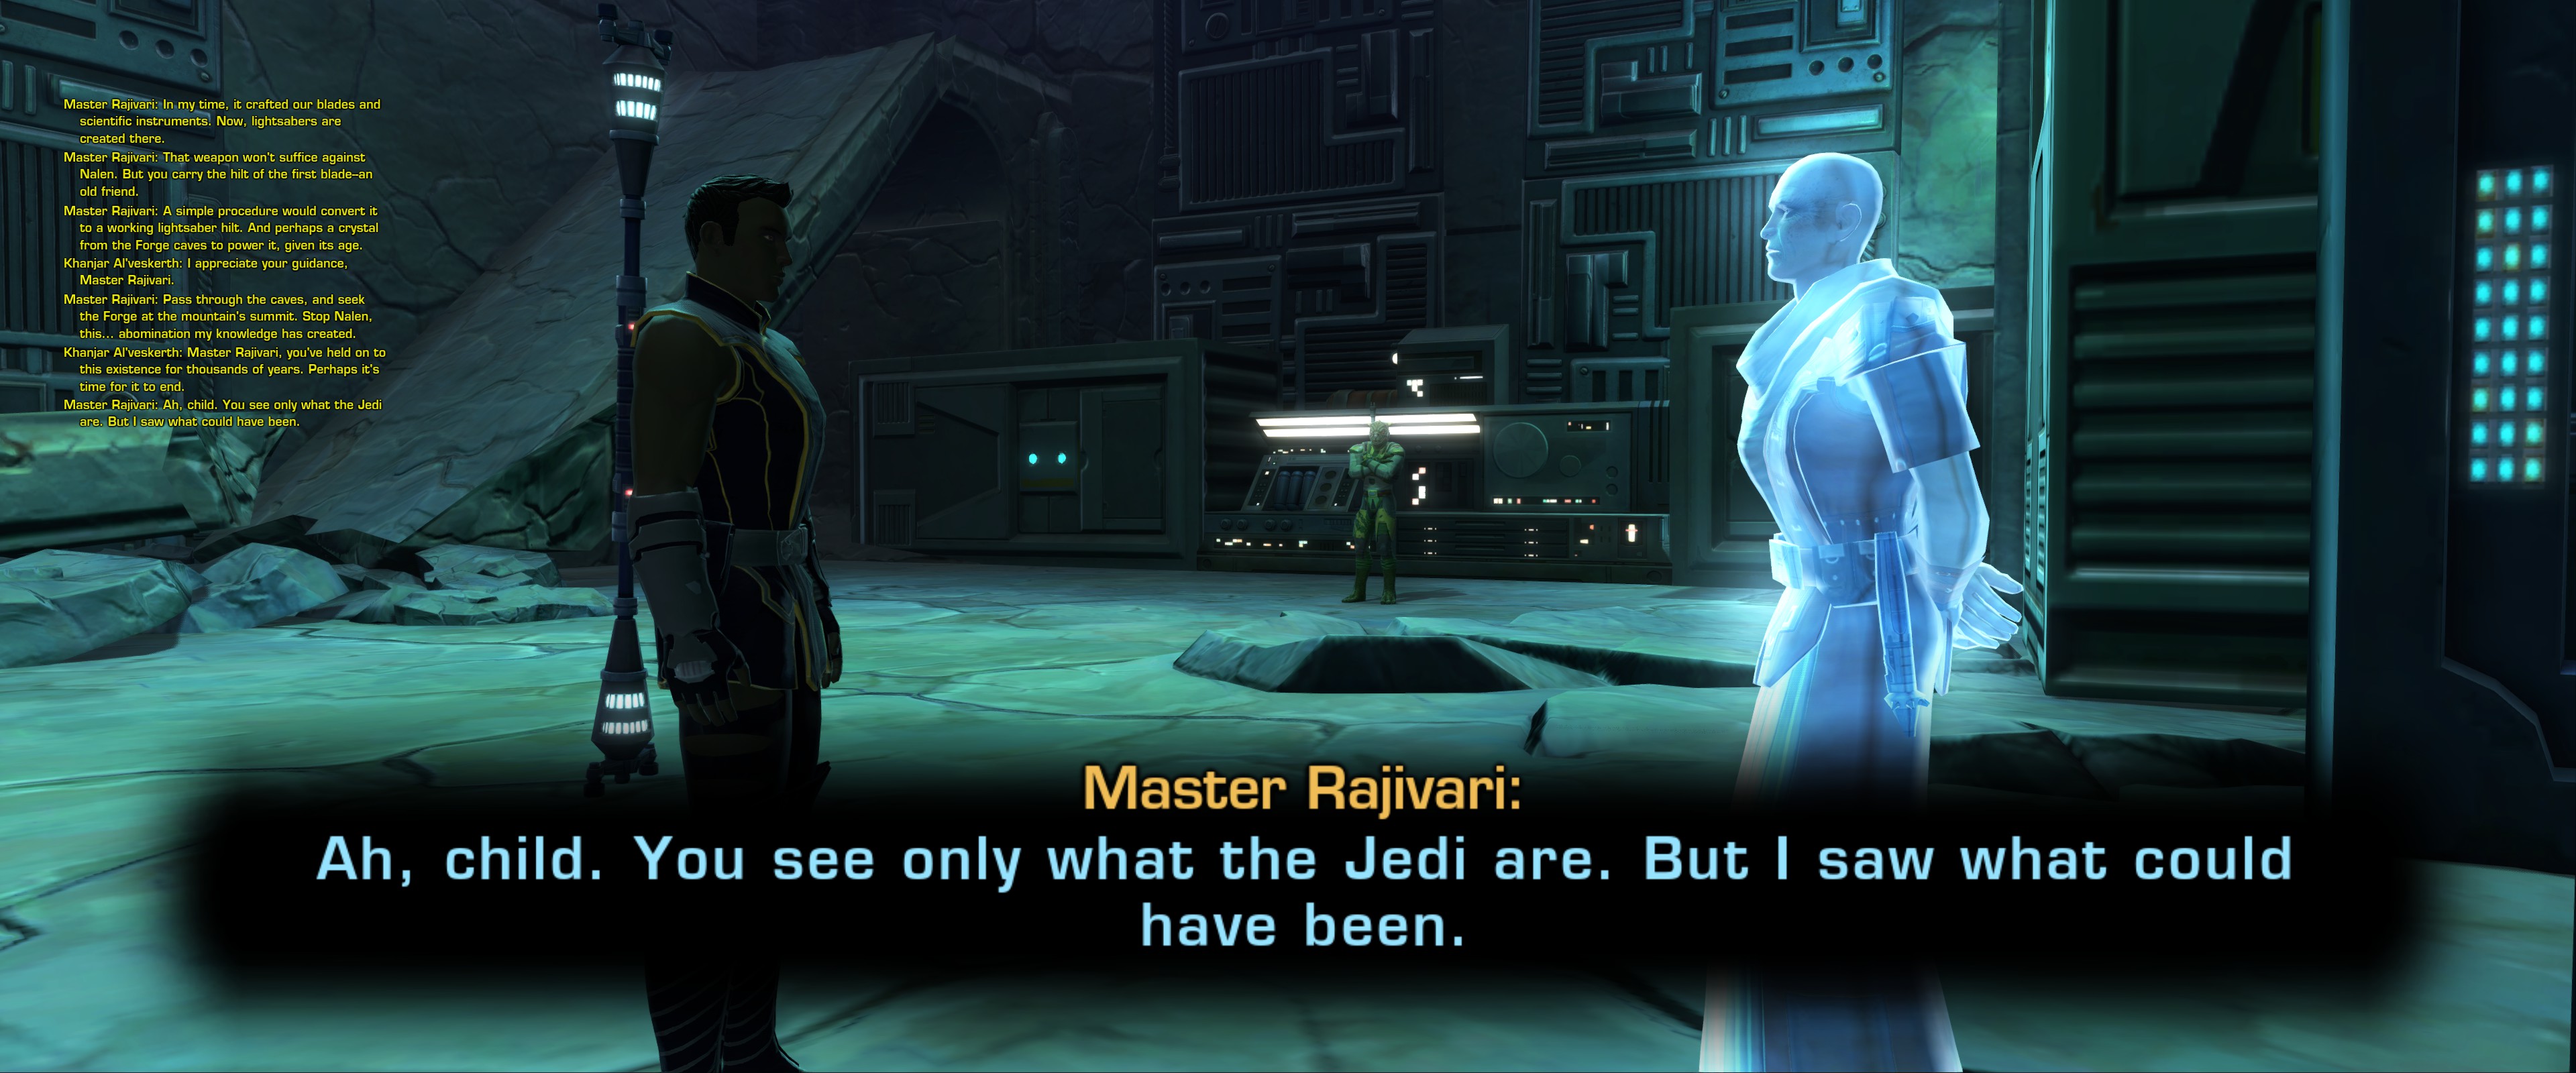 Master Rajivari: In my time, it crafted our blades and
scientific instruments. Now, lightsabers are
created there.
Master Rajivari: That weapon won't suffice against
Nalen. But you carry the hilt of the first blade--an
old friend.
Master Rajivari: A simple procedure would convert it
to a working lightsaber hilt. And perhaps a crystal
from the Forge caves to power it, given its age.
Khanjar Al'veskerth: I appreciate your guidance,
Master Rajivari.
Master Rajivari: Pass through the caves, and seek
the Forge at the mountain's summit. Stop Nalen,
this... abomination my knowledge has created.
Khanjar Al'veskerth: Master Rajivari, you've held on to
this existence for thousands of years. Perhaps it's
time for it to end.
Master Rajivari: Ah, child. You see only what the Jedi
are. But I saw what could have been.
Master Rajivari:
Ah, child. You see only what the Jedi are. But I saw what could
have been.